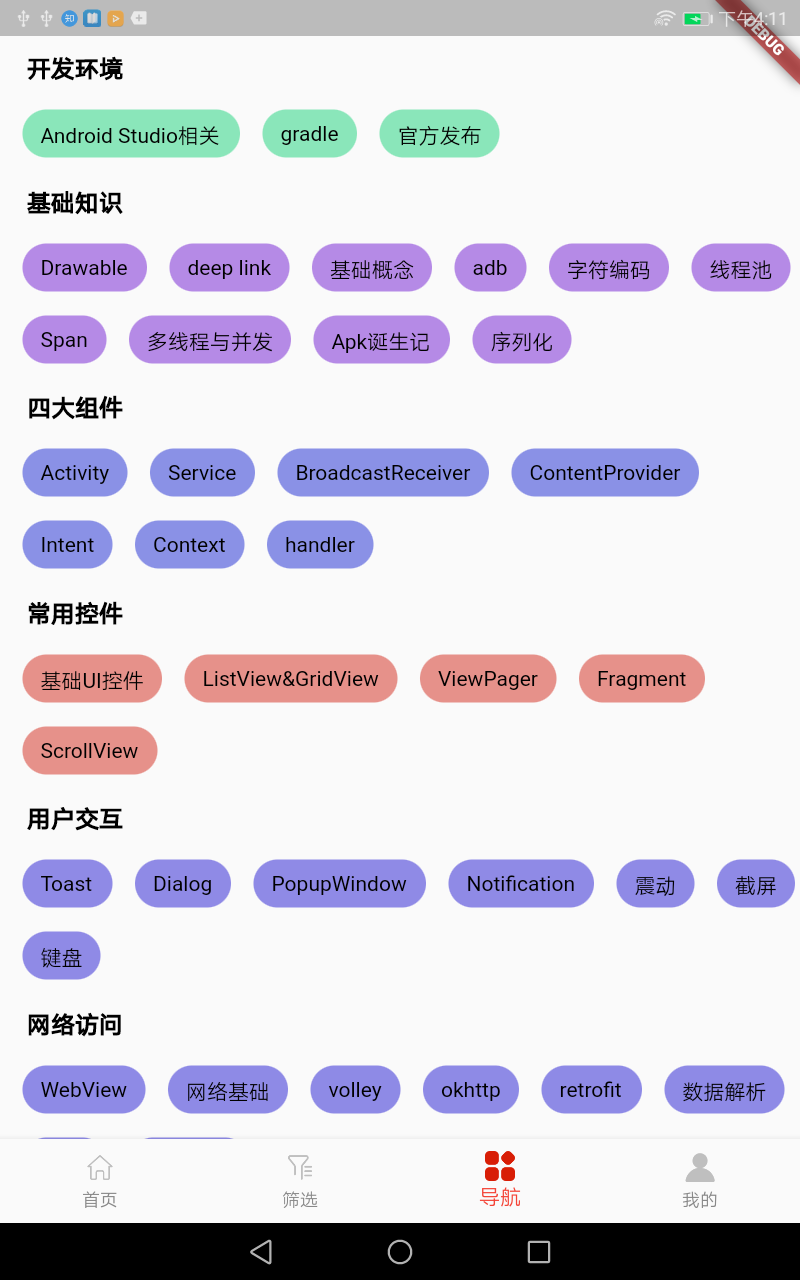 下午4:11
DEBUG
开发环境
Android Studio相关 gradle 官方发布
基础知识
Drawable deep link 基础概念 adb 字符编码 线程池
Span 多线程与并发 Apk诞生记 序列化
四大组件
Activity Service BroadcastReceiver ContentProvider
Intent Context handler
常用控件
基础UI控件 ListView&GridView ViewPager Fragment
ScrollView
用户交互
Toast Dialog PopupWindow Notification 震动 截屏
键盘
网络访问
WebView 网络基础 volley okhttp retrofit 数据解析
首页 筛选 导航 我的